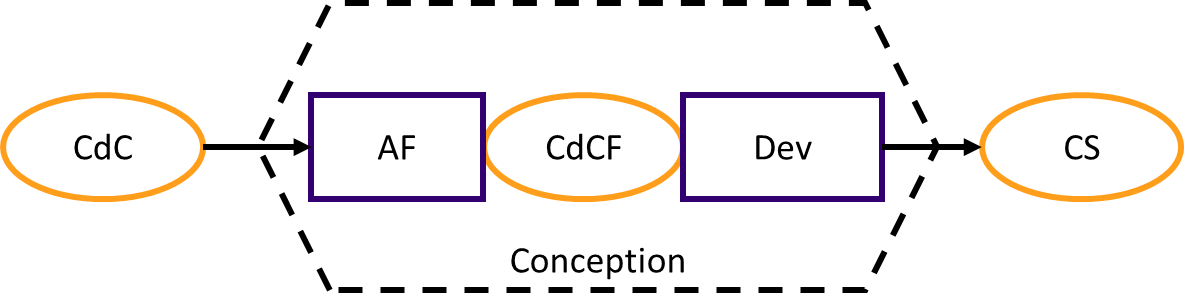 CdC
AF
CdCF
Dev
CS
Conception